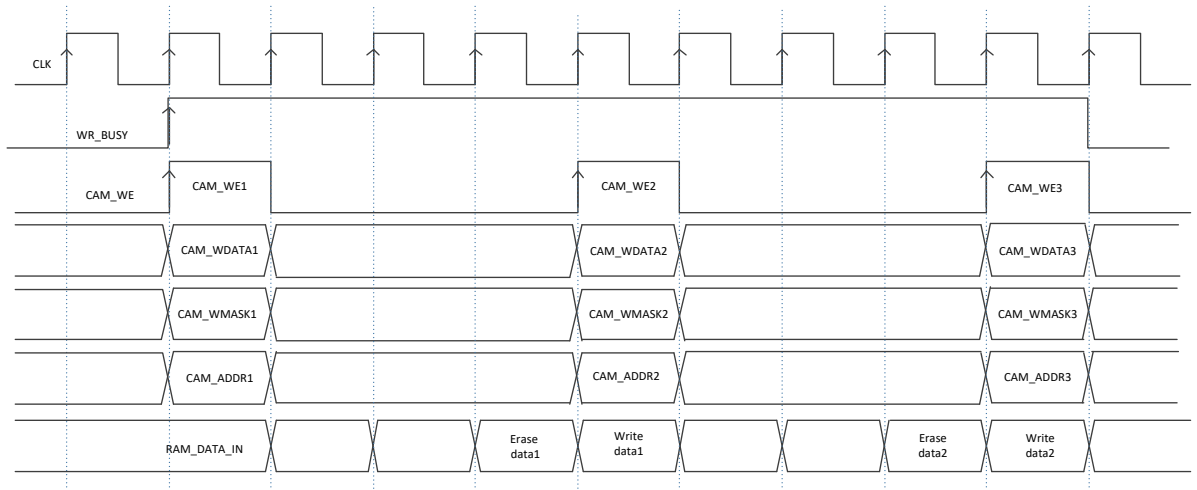 CLK
WR_BUSY
CAM_WE
CAM_WE1
CAM_WE2
CAM_WE3
CAM_WDATA1
CAM_WDATA2
CAM_WDATA3
CAM_WMASK1
CAM_WMASK2
CAM_WMASK3
CAM_ADDR1
CAM_ADDR2
CAM_ADDR3
RAM_DATA_IN
Erase
data1
Write
data1
Erase
data2
Write
data2